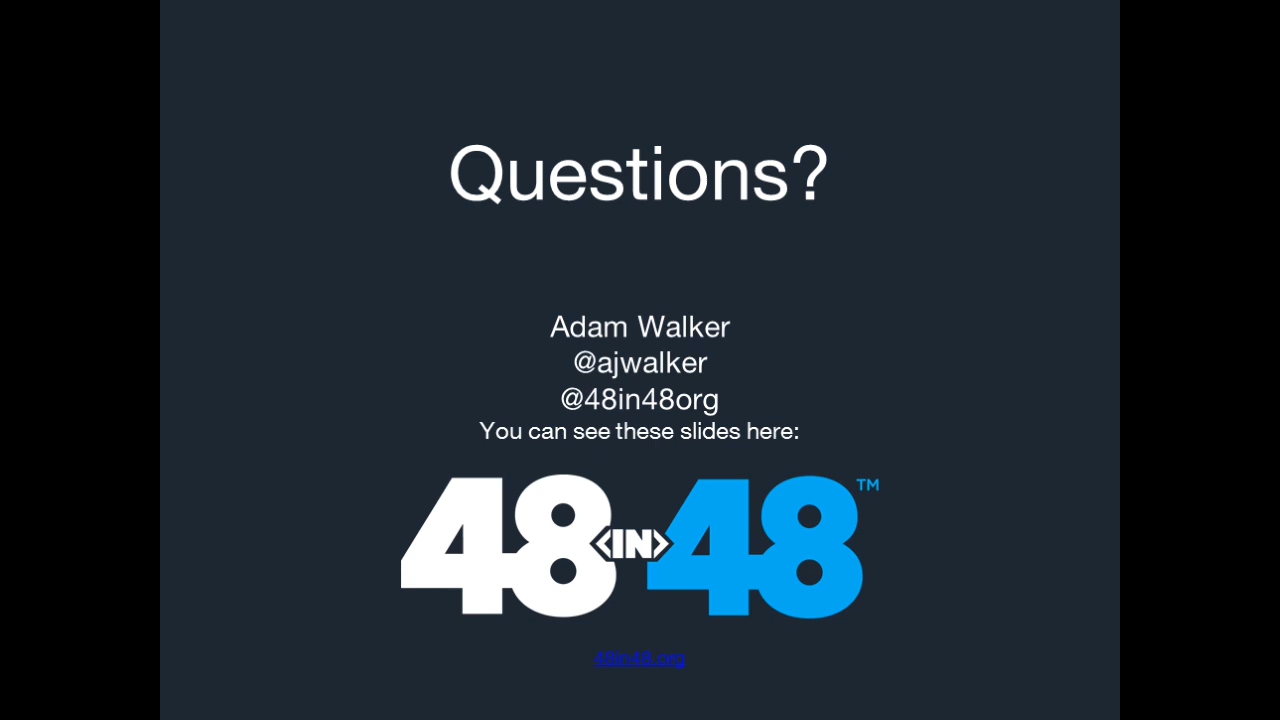 Questions?
Adam Walker
@ajwalker
@48in48org
You can see these slides here:
48<IN>48™
48in48.org